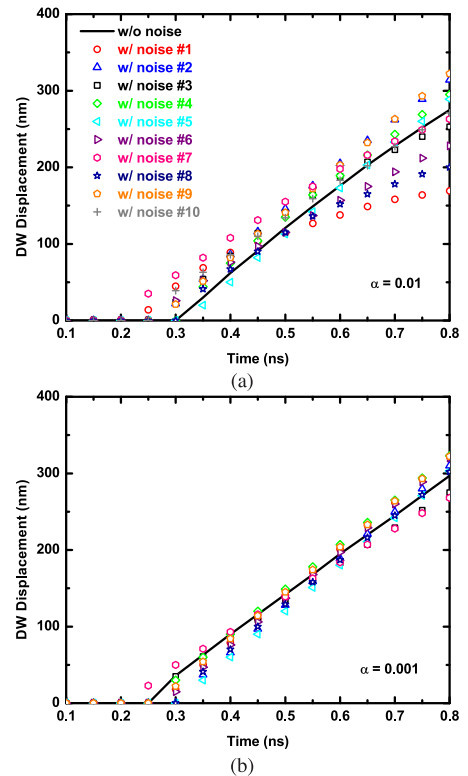 w/o noise
w/ noise #1
w/ noise #2
w/ noise #3
w/ noise #4
w/ noise #5
w/ noise #6
w/ noise #7
w/ noise #8
w/ noise #9
w/ noise #10
400
300
200
100
0
DW Displacement (nm)
α = 0.01
0.1 0.2 0.3 0.4 0.5 0.6 0.7 0.8
Time (ns)
(a)
400
300
200
100
0
DW Displacement (nm)
α = 0.001
0.1 0.2 0.3 0.4 0.5 0.6 0.7 0.8
Time (ns)
(b)